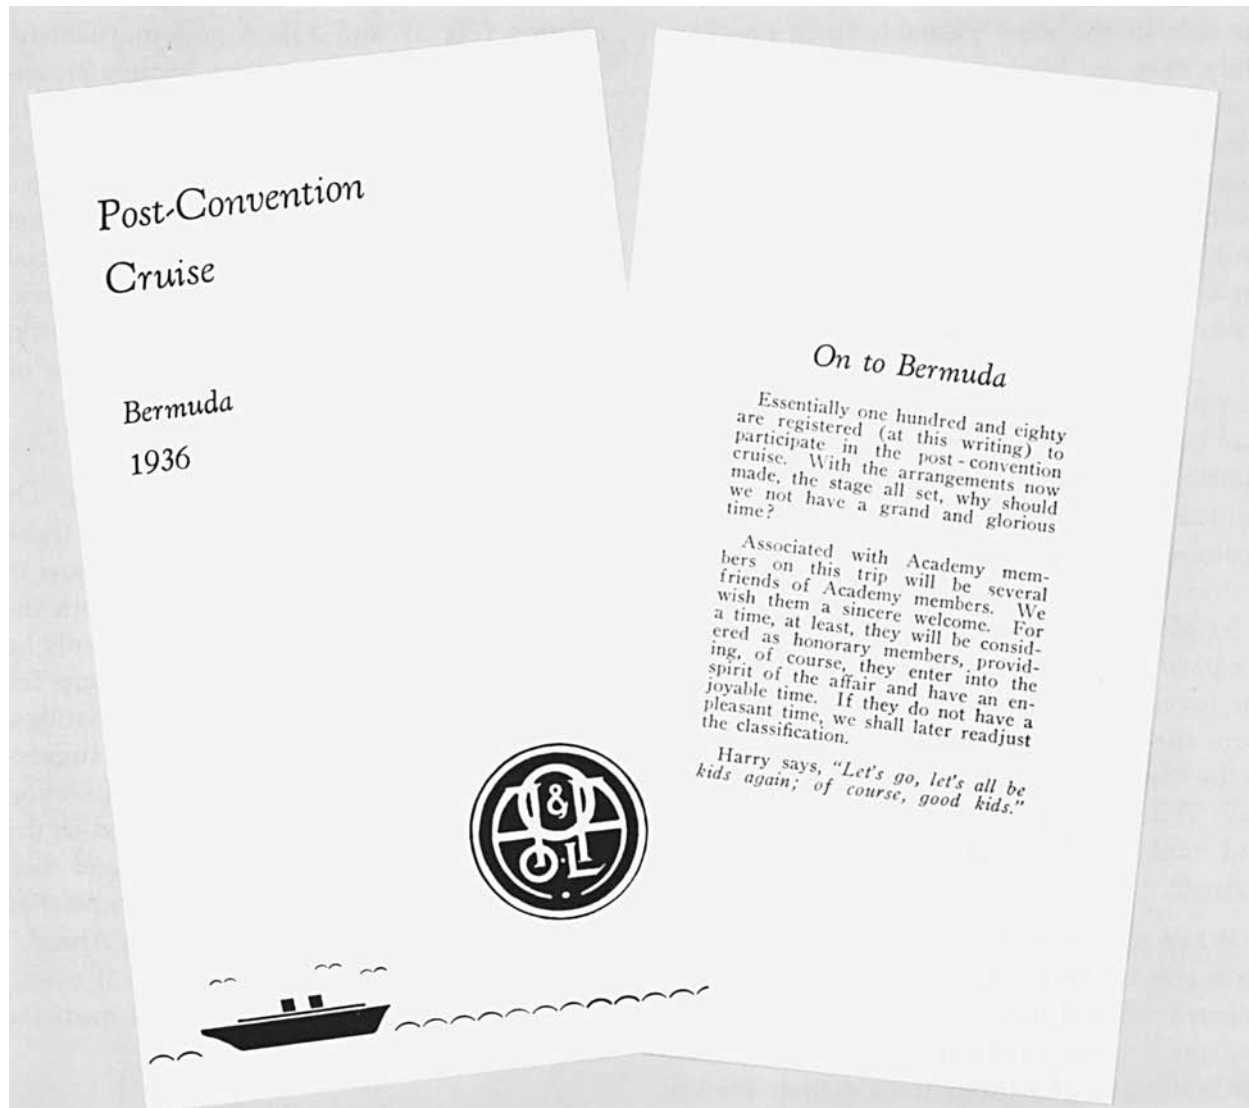 Post-Convention
Cruise
Bermuda
1936
On to Bermuda
Essentially one hundred and eighty
are registered (at this writing) to
participate in the post-convention
cruise. With the arrangements now
made, the stage all set, why should
we not have a grand and glorious
time?
Associated with Academy mem-
bers on this trip will be several
friends of Academy members. We
wish them a sincere welcome. For
a time, at least, they will be consid-
ered as honorary members, provid-
ing, of course, they enter into the
spirit of the affair and have an en-
joyable time. If they do not have a
pleasant time, we shall later readjust
the classification.
Harry says, "Let's go, let's all be
kids again; of course, good kids."